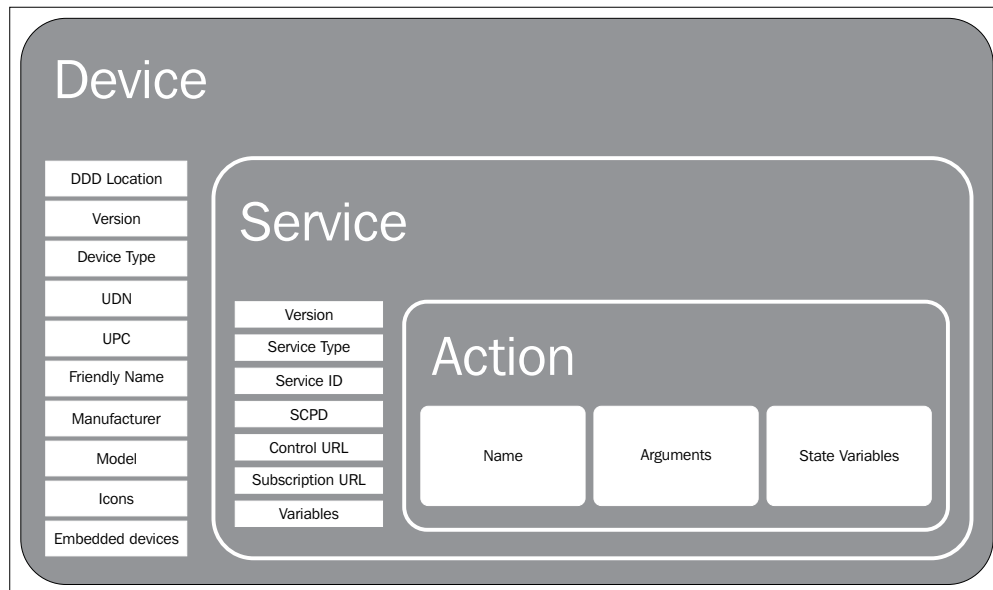 Device
DDD Location
Version
Device Type
UDN
UPC
Friendly Name
Manufacturer
Model
Icons
Embedded devices
Service
Version
Service Type
Service ID
SCPD
Control URL
Subscription URL
Variables
Action
Name
Arguments
State Variables